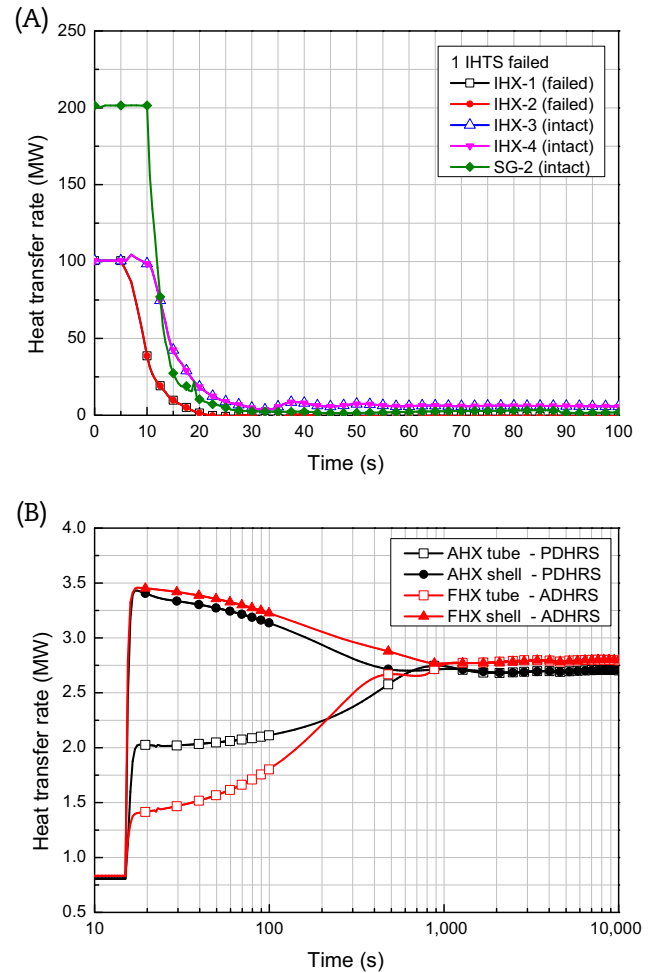 (A)
250
200
150
100
50
0
Heat transfer rate (MW)
1 IHTS failed
IHX-1 (failed)
IHX-2 (failed)
IHX-3 (intact)
IHX-4 (intact)
SG-2 (intact)
0 10 20 30 40 50 60 70 80 90 100
Time (s)
(B)
4.0
3.5
3.0
2.5
2.0
1.5
1.0
0.5
Heat transfer rate (MW)
AHX tube - PDHRS
AHX shell - PDHRS
FHX tube - ADHRS
FHX shell - ADHRS
10 100 1,000 10,000
Time (s)